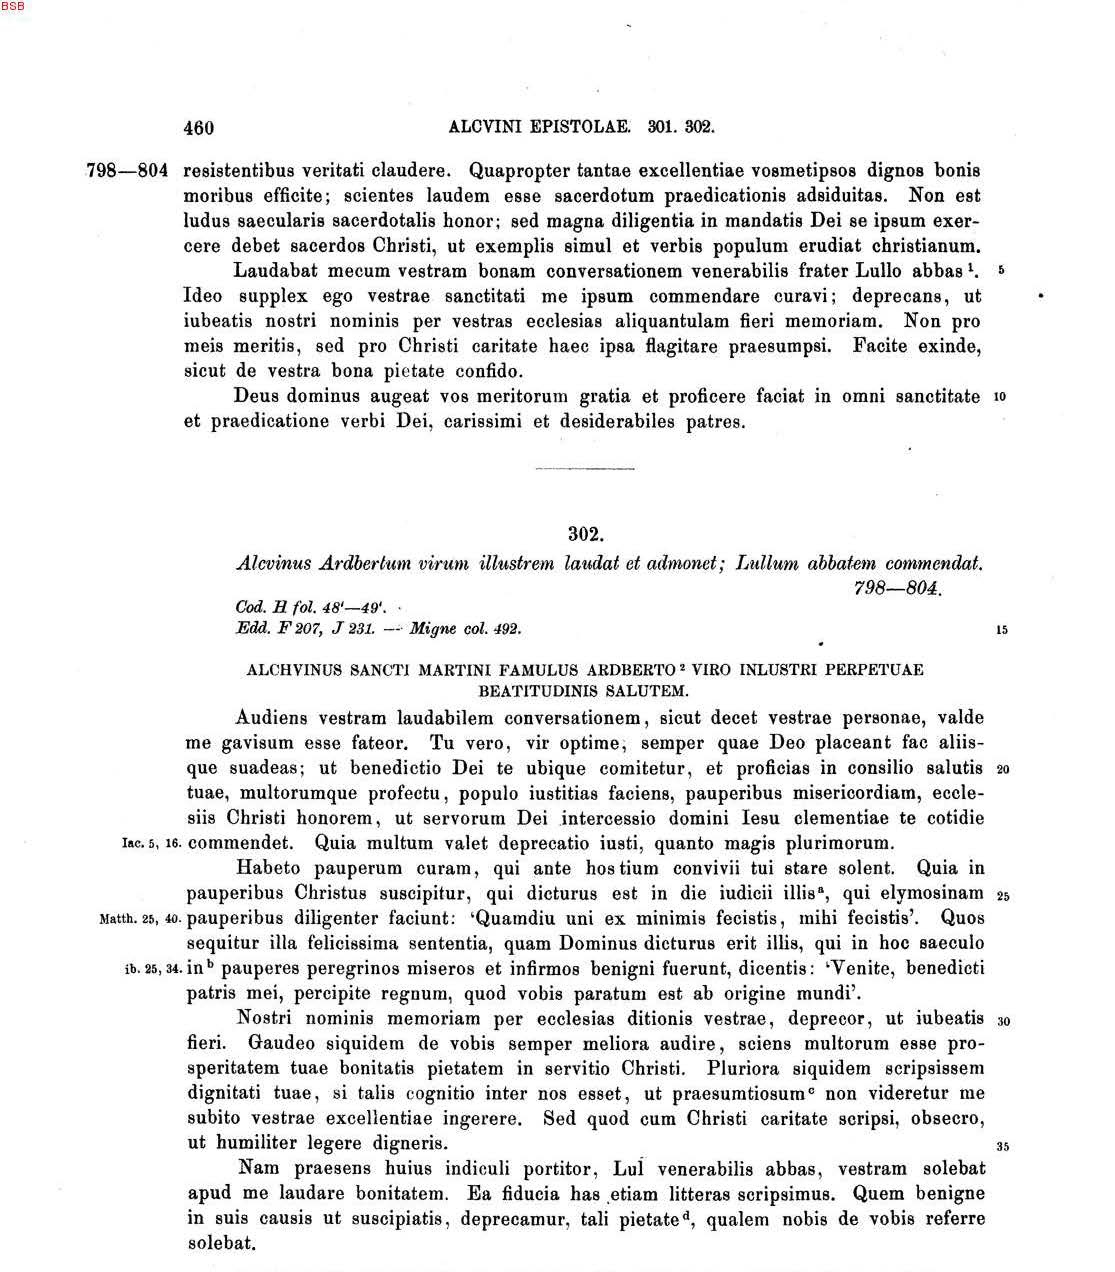 BSB
460 ALCVINI EPISTOLAE. 301. 302.
798—804 resistentibus veritati claudere. Quapropter tantae excellentiae vosmetipsos dignos bonis
moribus efficite; scientes laudem esse sacerdotum praedicationis adsiduitas. Non est
ludus saecularis sacerdotalis honor; sed magna diligentia in mandatis Dei se ipsum exer-
cere debet sacerdos Christi, ut exemplis simul et verbis populum erudiat christianum.
Laudabat mecum vestram bonam conversationem venerabilis frater Lullo abbas¹. 5
Ideo supplex ego vestrae sanctitati me ipsum commendare curavi; deprecans, ut
iubeatis nostri nominis per vestras ecclesias aliquantulam fieri memoriam. Non pro
meis meritis, sed pro Christi caritate haec ipsa flagitare praesumpsi. Facite exinde,
sicut de vestra bona pietate confido.
Deus dominus augeat vos meritorum gratia et proficere faciat in omni sanctitate 10
et praedicatione verbi Dei, carissimi et desiderabiles patres.
302.
Alcvinus Ardbertum virum illustrem laudat et admonet; Lullum abbatem commendat.
798—804.
Cod. H fol. 48'—49'.
Edd. F 207, J 231. — Migne col. 492. 15
ALCHVINUS SANCTI MARTINI FAMULUS ARDBERTO² VIRO INLUSTRI PERPETUAE
BEATITUDINIS SALUTEM.
Audiens vestram laudabilem conversationem, sicut decet vestrae personae, valde
me gavisum esse fateor. Tu vero, vir optime, semper quae Deo placeant fac aliis-
que suadeas; ut benedictio Dei te ubique comitetur, et proficias in consilio salutis 20
tuae, multorumque profectu, populo iustitias faciens, pauperibus misericordiam, eccle-
siis Christi honorem, ut servorum Dei intercessio domini Iesu clementiae te cotidie
Iac. 5, 16. commendet. Quia multum valet deprecatio iusti, quanto magis plurimorum.
Habeto pauperum curam, qui ante hostium convivii tui stare solent. Quia in
pauperibus Christus suscipitur, qui dicturus est in die iudicii illisᵃ, qui elymosinam 25
Matth. 25, 40. pauperibus diligenter faciunt: ‘Quamdiu uni ex minimis fecistis, mihi fecistis’. Quos
sequitur illa felicissima sententia, quam Dominus dicturus erit illis, qui in hoc saeculo
ib. 25, 34. inᵇ pauperes peregrinos miseros et infirmos benigni fuerunt, dicentis: ‘Venite, benedicti
patris mei, percipite regnum, quod vobis paratum est ab origine mundi’.
Nostri nominis memoriam per ecclesias ditionis vestrae, deprecor, ut iubeatis 30
fieri. Gaudeo siquidem de vobis semper meliora audire, sciens multorum esse pro-
speritatem tuae bonitatis pietatem in servitio Christi. Pluriora siquidem scripsissem
dignitati tuae, si talis cognitio inter nos esset, ut praesumtiosumᶜ non videretur me
subito vestrae excellentiae ingerere. Sed quod cum Christi caritate scripsi, obsecro,
ut humiliter legere digneris. 35
Nam praesens huius indiculi portitor, Lul venerabilis abbas, vestram solebat
apud me laudare bonitatem. Ea fiducia has etiam litteras scripsimus. Quem benigne
in suis causis ut suscipiatis, deprecamur, tali pietateᵈ, qualem nobis de vobis referre
solebat.